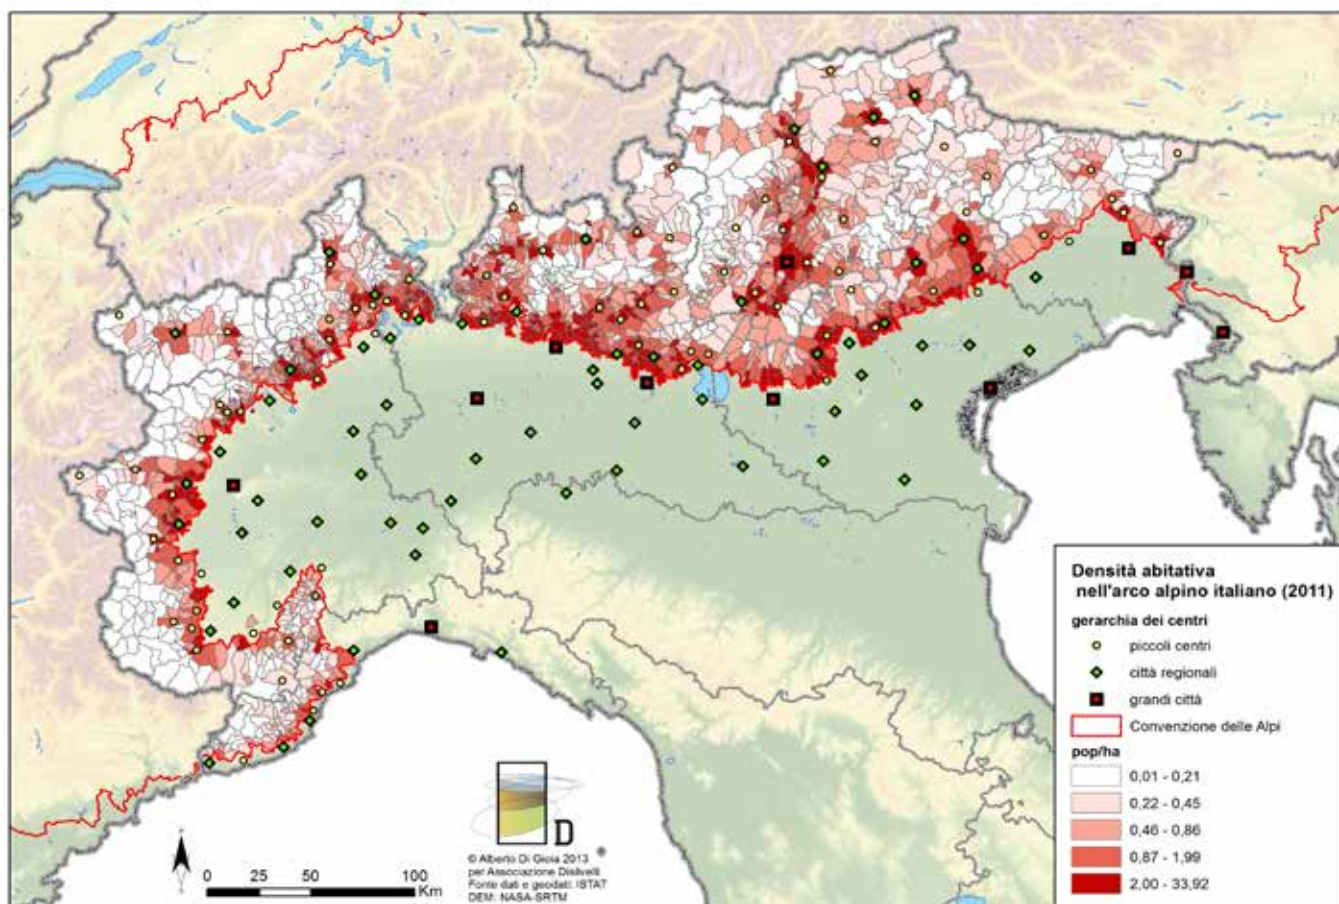 Densità abitativa
nell'arco alpino italiano (2011)
gerarchia dei centri
piccoli centri
città regionali
grandi città
Convenzione delle Alpi
pop/ha
0,01 - 0,21
0,22 - 0,45
0,46 - 0,86
0,87 - 1,99
2,00 - 33,92
D
®
© Alberto Di Gioia 2013
per Associazione Dislivelli
Fonte dati e geodati: ISTAT
DEM: NASA-SRTM
0 25 50 100
Km